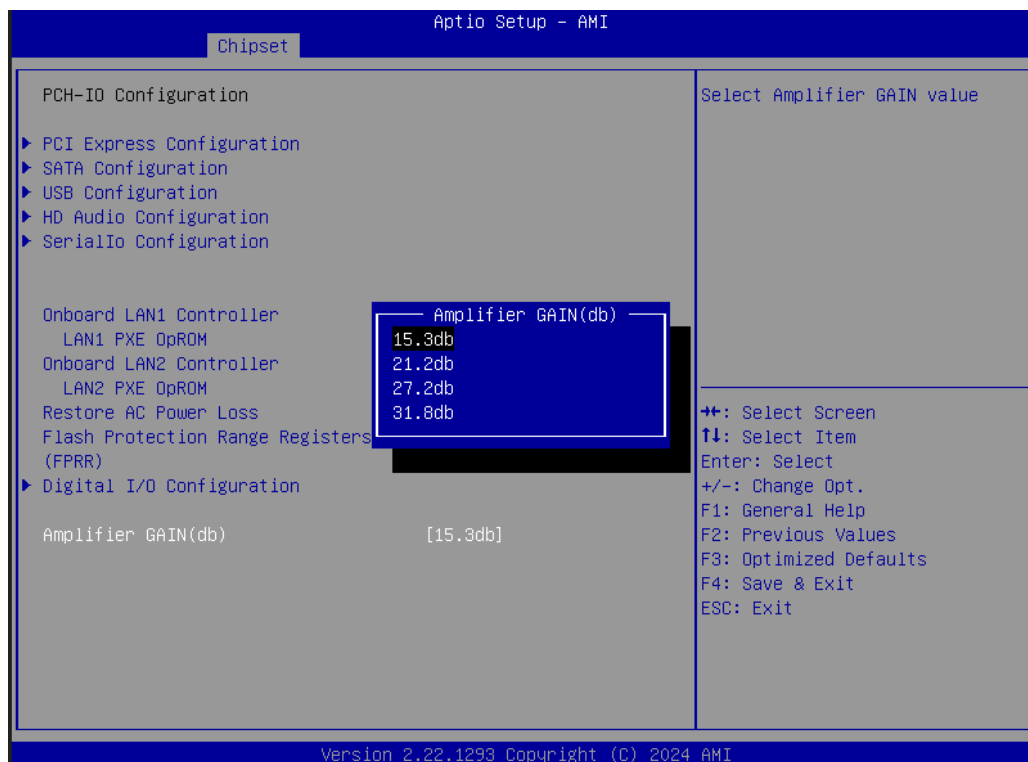 Aptio Setup - AMI
Chipset
PCH-IO Configuration
PCI Express Configuration
SATA Configuration
USB Configuration
HD Audio Configuration
SerialIo Configuration
Onboard LAN1 Controller
LAN1 PXE OpROM
Onboard LAN2 Controller
LAN2 PXE OpROM
Restore AC Power Loss
Flash Protection Range Registers
(FPRR)
Digital I/O Configuration
Amplifier GAIN(db) [15.3db]
Amplifier GAIN(db)
15.3db
21.2db
27.2db
31.8db
Select Amplifier GAIN value
→←: Select Screen
↑↓: Select Item
Enter: Select
+/-: Change Opt.
F1: General Help
F2: Previous Values
F3: Optimized Defaults
F4: Save & Exit
ESC: Exit
Version 2.22.1293 Copyright (C) 2024 AMI